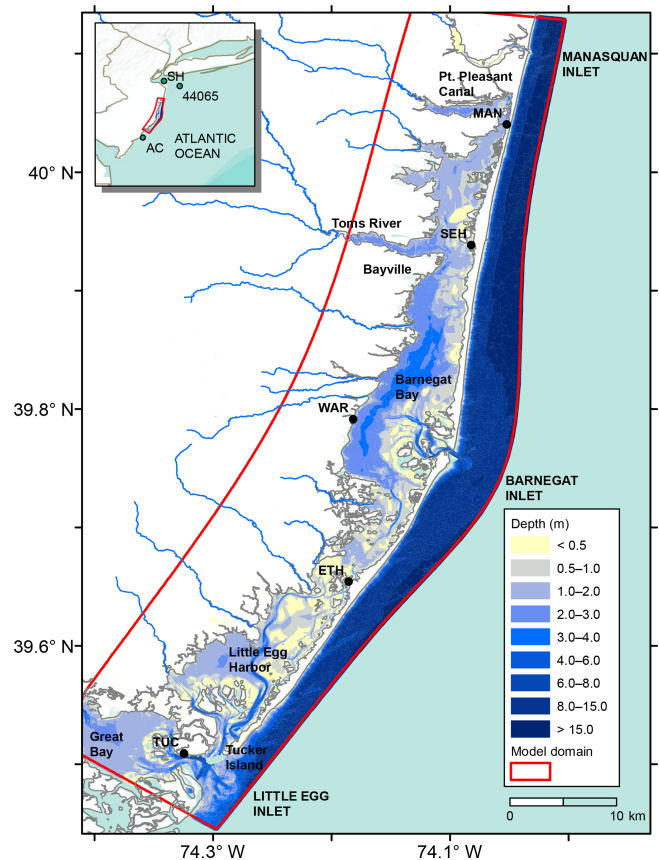 SH
44065
AC
ATLANTIC
OCEAN
MANASQUAN
INLET
Pt. Pleasant
Canal
MAN
40° N
Toms River
SEH
Bayville
Barnegat
Bay
WAR
39.8° N
BARNEGAT
INLET
Depth (m)
< 0.5
0.5–1.0
1.0–2.0
2.0–3.0
3.0–4.0
4.0–6.0
6.0–8.0
8.0–15.0
> 15.0
Model domain
ETH
39.6° N
Little Egg
Harbor
Great
Bay
TUC
Tucker
Island
LITTLE EGG
INLET
0 10 km
74.3° W
74.1° W